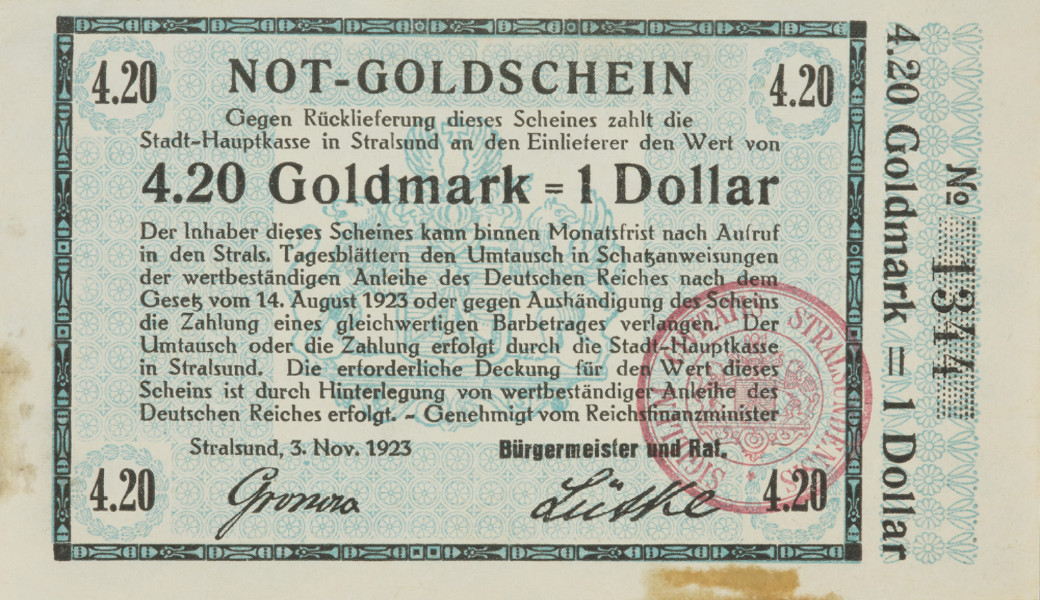 4.20 NOT-GOLDSCHEIN 4.20
Gegen Rücklieferung dieses Scheines zahlt die
Stadt-Hauptkasse in Stralsund an den Einlieferer den Wert von
4.20 Goldmark = 1 Dollar
Der Inhaber dieses Scheines kann binnen Monatsfrist nach Aufruf
in den Strals. Tagesblättern den Umtausch in Schatzanweisungen
der wertbeständigen Anleihe des Deutschen Reiches nach dem
Gesetz vom 14. August 1923 oder gegen Aushändigung des Scheins
die Zahlung eines gleichwertigen Barbetrages verlangen. Der
Umtausch oder die Zahlung erfolgt durch die Stadt-Hauptkasse
in Stralsund. Die erforderliche Deckung für den Wert dieses
Scheins ist durch Hinterlegung von wertbeständiger Anleihe des
Deutschen Reiches erfolgt. - Genehmigt vom Reichsfinanzminister
Stralsund, 3. Nov. 1923 Bürgermeister und Rat.
4.20 Gronow Lütke 4.20
4.20 Goldmark = 1 Dollar
No 1344